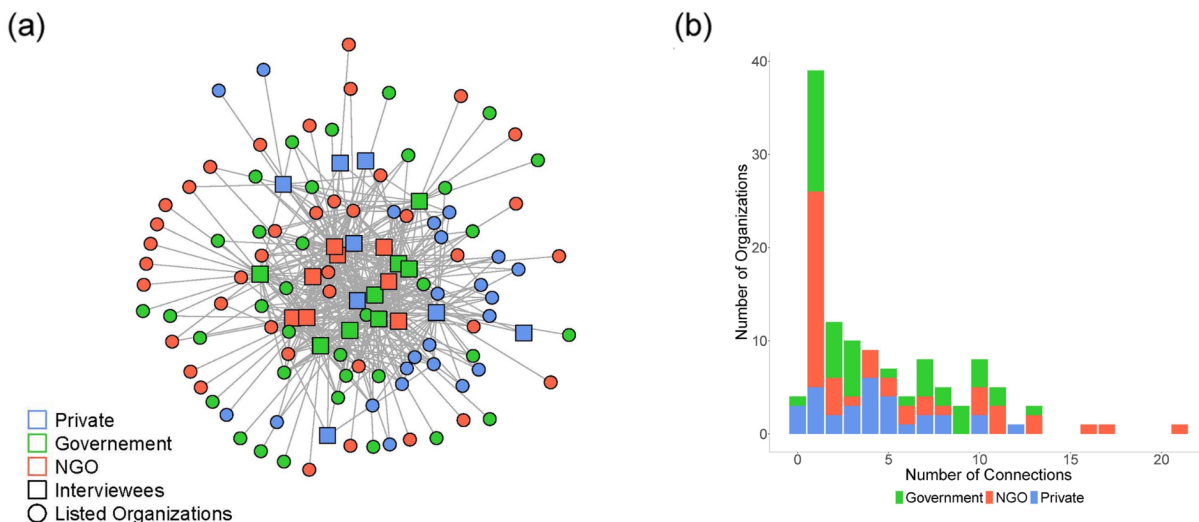 (a)
Private
Governement
NGO
Interviewees
Listed Organizations
(b)
Number of Organizations
40
30
20
10
0
0 5 10 15 20
Number of Connections
Government NGO Private